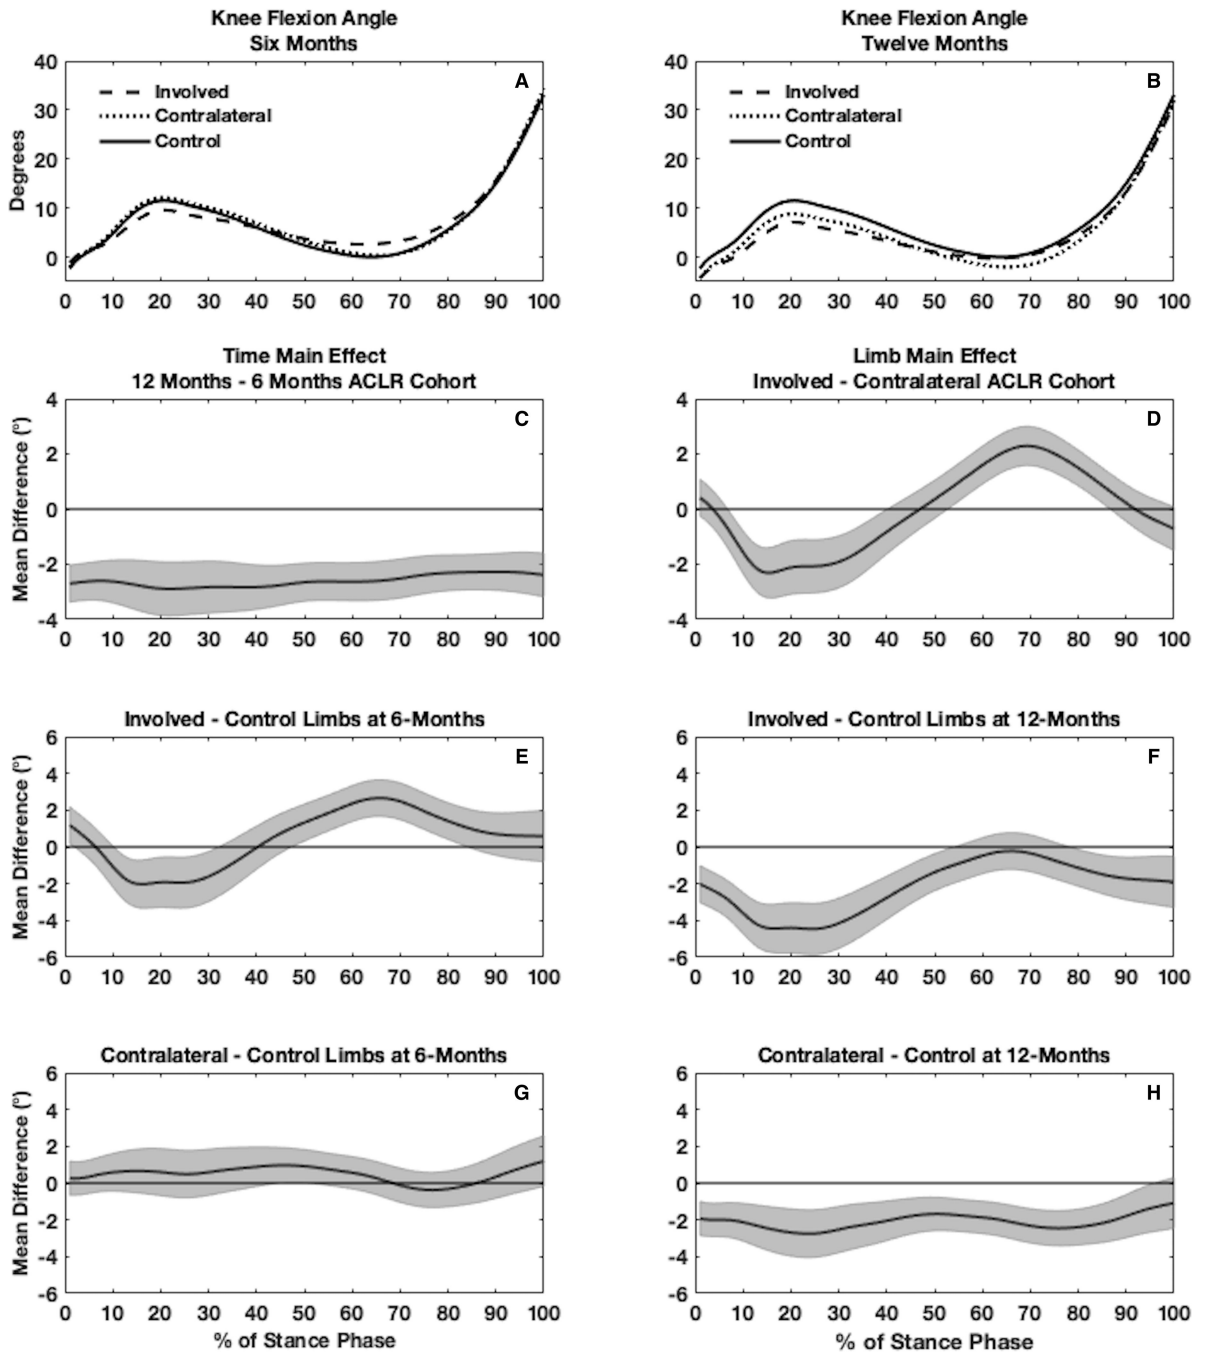 Knee Flexion Angle
Six Months
A
Involved
Contralateral
Control
Degrees
40
30
20
10
0
0 10 20 30 40 50 60 70 80 90 100
Knee Flexion Angle
Twelve Months
B
Involved
Contralateral
Control
40
30
20
10
0
0 10 20 30 40 50 60 70 80 90 100
Time Main Effect
12 Months - 6 Months ACLR Cohort
C
Mean Difference (°)
4
2
0
-2
-4
0 10 20 30 40 50 60 70 80 90 100
Limb Main Effect
Involved - Contralateral ACLR Cohort
D
4
2
0
-2
-4
0 10 20 30 40 50 60 70 80 90 100
Involved - Control Limbs at 6-Months
E
Mean Difference (°)
6
4
2
0
-2
-4
-6
0 10 20 30 40 50 60 70 80 90 100
Involved - Control Limbs at 12-Months
F
6
4
2
0
-2
-4
-6
0 10 20 30 40 50 60 70 80 90 100
Contralateral - Control Limbs at 6-Months
G
Mean Difference (°)
6
4
2
0
-2
-4
-6
0 10 20 30 40 50 60 70 80 90 100
% of Stance Phase
Contralateral - Control at 12-Months
H
6
4
2
0
-2
-4
-6
0 10 20 30 40 50 60 70 80 90 100
% of Stance Phase